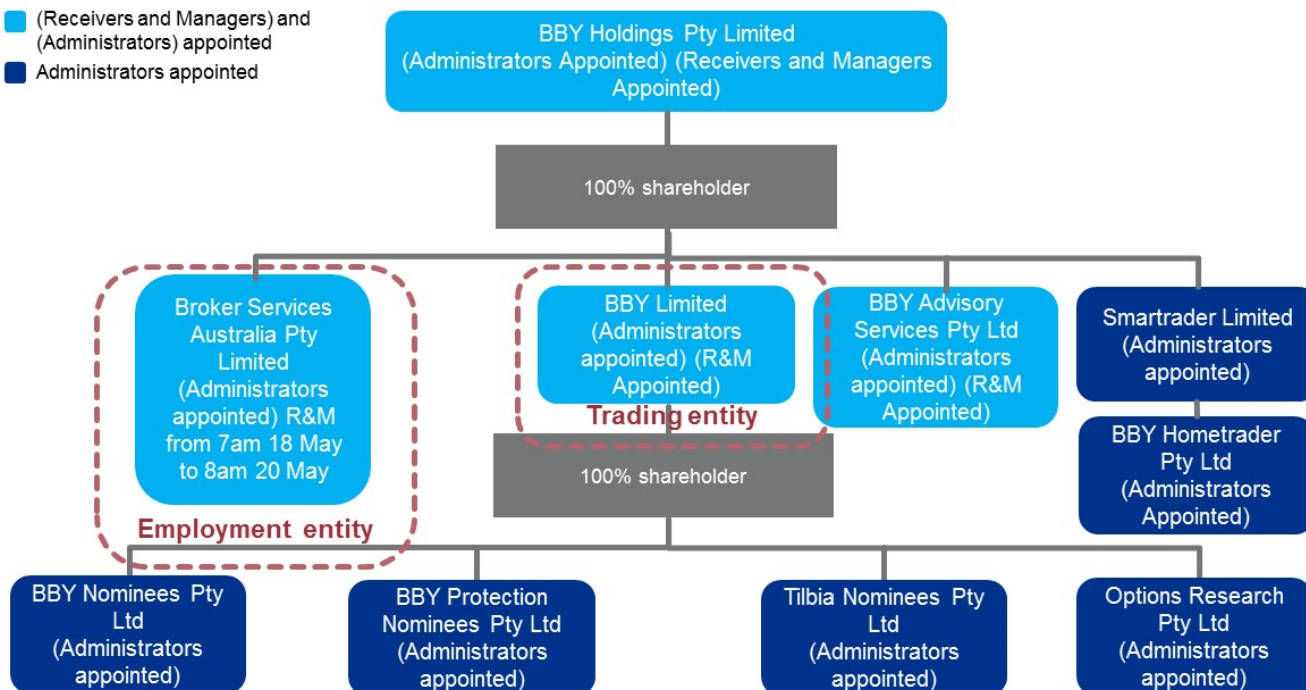 (Receivers and Managers) and
(Administrators) appointed
Administrators appointed
BBY Holdings Pty Limited
(Administrators Appointed) (Receivers and Managers
Appointed)
100% shareholder
Broker Services
Australia Pty
Limited
(Administrators
appointed) R&M
from 7am 18 May
to 8am 20 May
Employment entity
BBY Limited
(Administrators
appointed) (R&M
Appointed)
Trading entity
BBY Advisory
Services Pty Ltd
(Administrators
appointed) (R&M
Appointed)
Smartrader Limited
(Administrators
appointed)
BBY Hometrader
Pty Ltd
(Administrators
Appointed)
100% shareholder
BBY Nominees Pty
Ltd
(Administrators
appointed)
BBY Protection
Nominees Pty Ltd
(Administrators
appointed)
Tilbia Nominees Pty
Ltd
(Administrators
appointed)
Options Research
Pty Ltd
(Administrators
appointed)